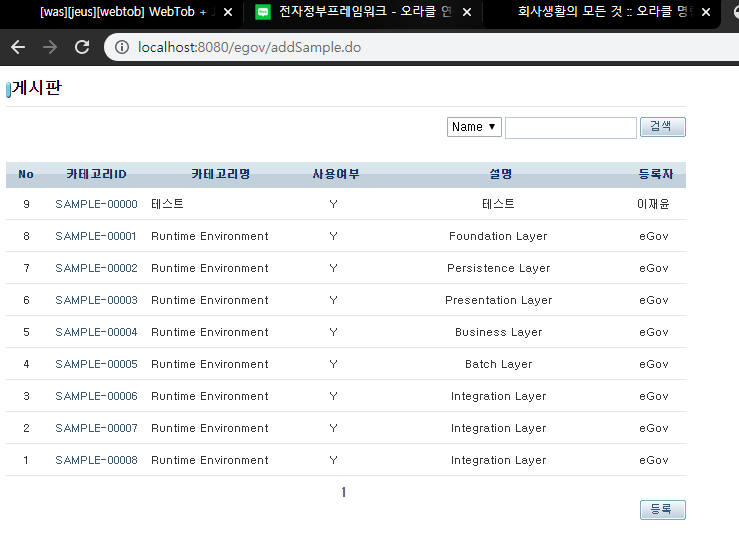 [was][jeus][webtob] WebTob + J
전자정부프레임워크 - 오라클 연
회사생활의 모든 것 :: 오라클 명령
localhost:8080/egov/addSample.do
게시판
Name 검색
No 카테고리ID 카테고리명 사용여부 설명 등록자
9 SAMPLE-00000 테스트 Y 테스트 이재윤
8 SAMPLE-00001 Runtime Environment Y Foundation Layer eGov
7 SAMPLE-00002 Runtime Environment Y Persistence Layer eGov
6 SAMPLE-00003 Runtime Environment Y Presentation Layer eGov
5 SAMPLE-00004 Runtime Environment Y Business Layer eGov
4 SAMPLE-00005 Runtime Environment Y Batch Layer eGov
3 SAMPLE-00006 Runtime Environment Y Integration Layer eGov
2 SAMPLE-00007 Runtime Environment Y Integration Layer eGov
1 SAMPLE-00008 Runtime Environment Y Integration Layer eGov
1
등록